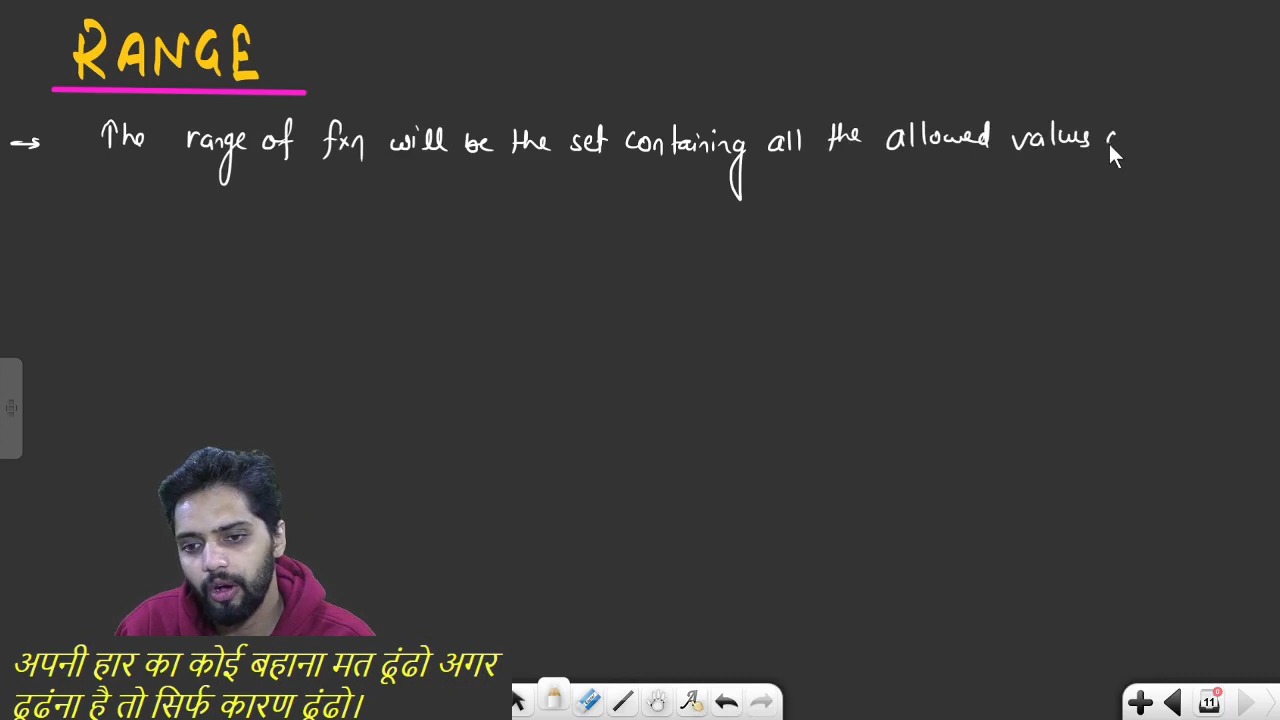 RANGE
→ The range of fxn will be the set containing all the allowed values
अपनी हार का कोई बहाना मत ढूंढो अगर
ढूढंना है तो सिर्फ कारण ढूंढो।
11